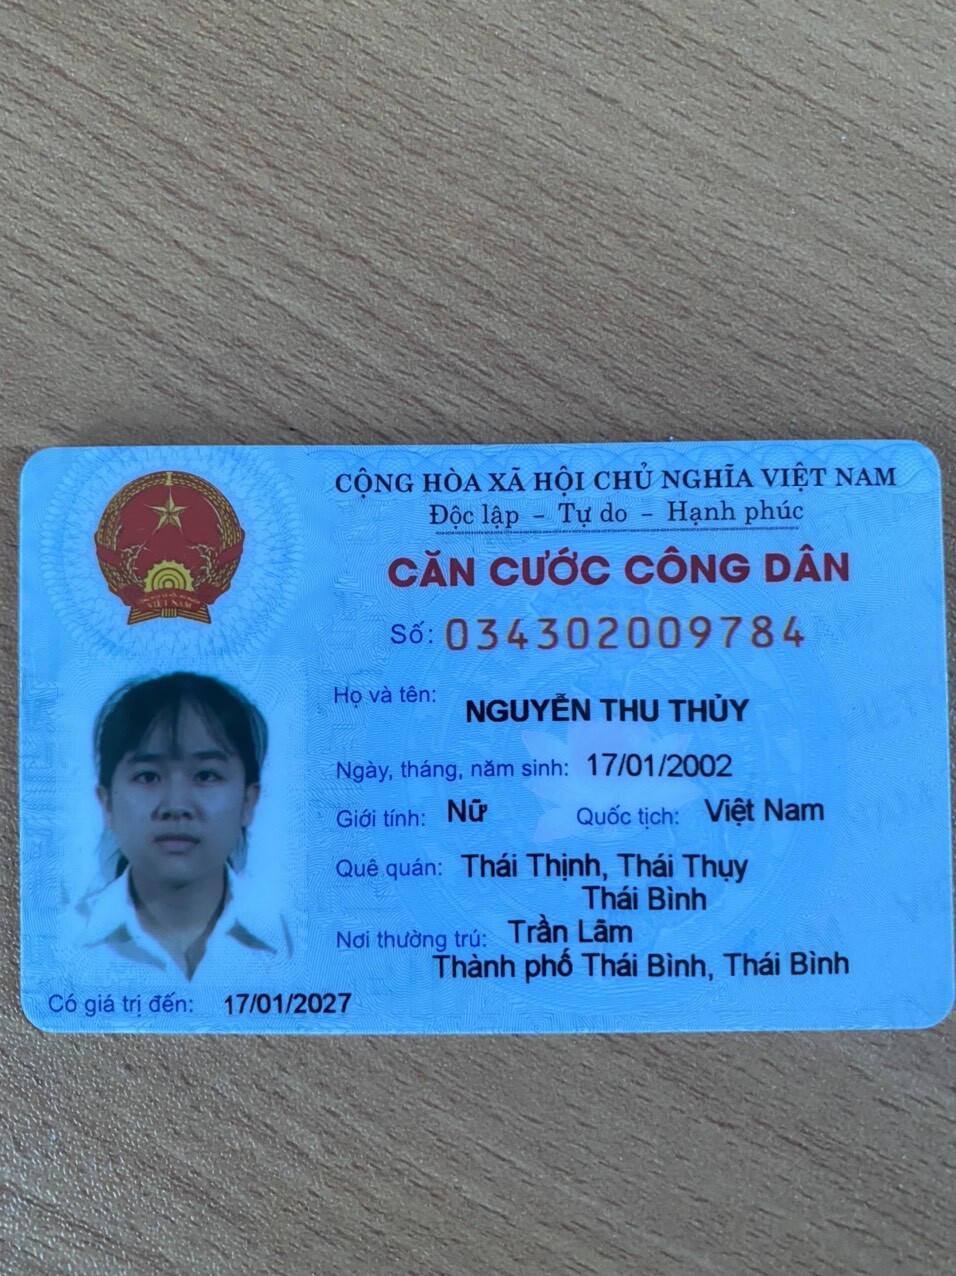 CỘNG HÒA XÃ HỘI CHỦ NGHĨA VIỆT NAM
Độc lập – Tự do – Hạnh phúc
CĂN CƯỚC CÔNG DÂN
Số: 034302009784
Họ và tên: NGUYỄN THU THỦY
Ngày, tháng, năm sinh: 17/01/2002
Giới tính: Nữ Quốc tịch: Việt Nam
Quê quán: Thái Thịnh, Thái Thụy
Thái Bình
Nơi thường trú: Trần Lãm
Thành phố Thái Bình, Thái Bình
Có giá trị đến: 17/01/2027
VIỆT NAM